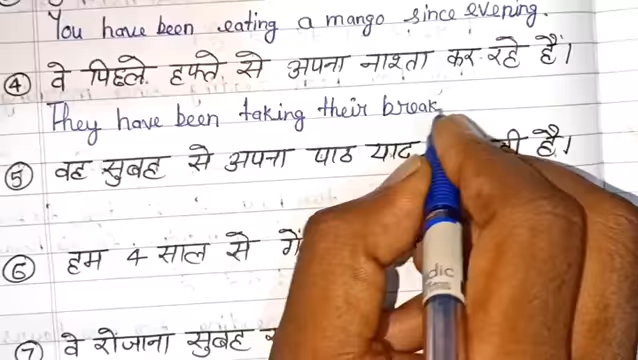 You have been eating a mango since evening.
④ वे पिछले हफ्ते से अपना नाश्ता कर रहे हैं।
They have been taking their break
⑤ वह सुबह से अपना पाठ याद है।
⑥ हम 4 साल से
⑦ वे रोजाना सुबह
dic